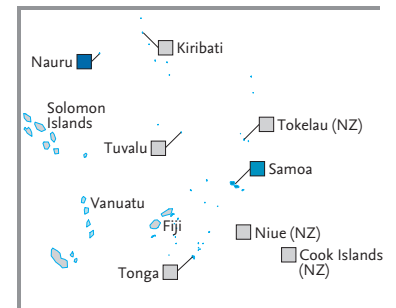 Kiribati
Nauru
Solomon
Islands
Tokelau (NZ)
Tuvalu
Samoa
Vanuatu
Fiji
Niue (NZ)
Cook Islands
(NZ)
Tonga